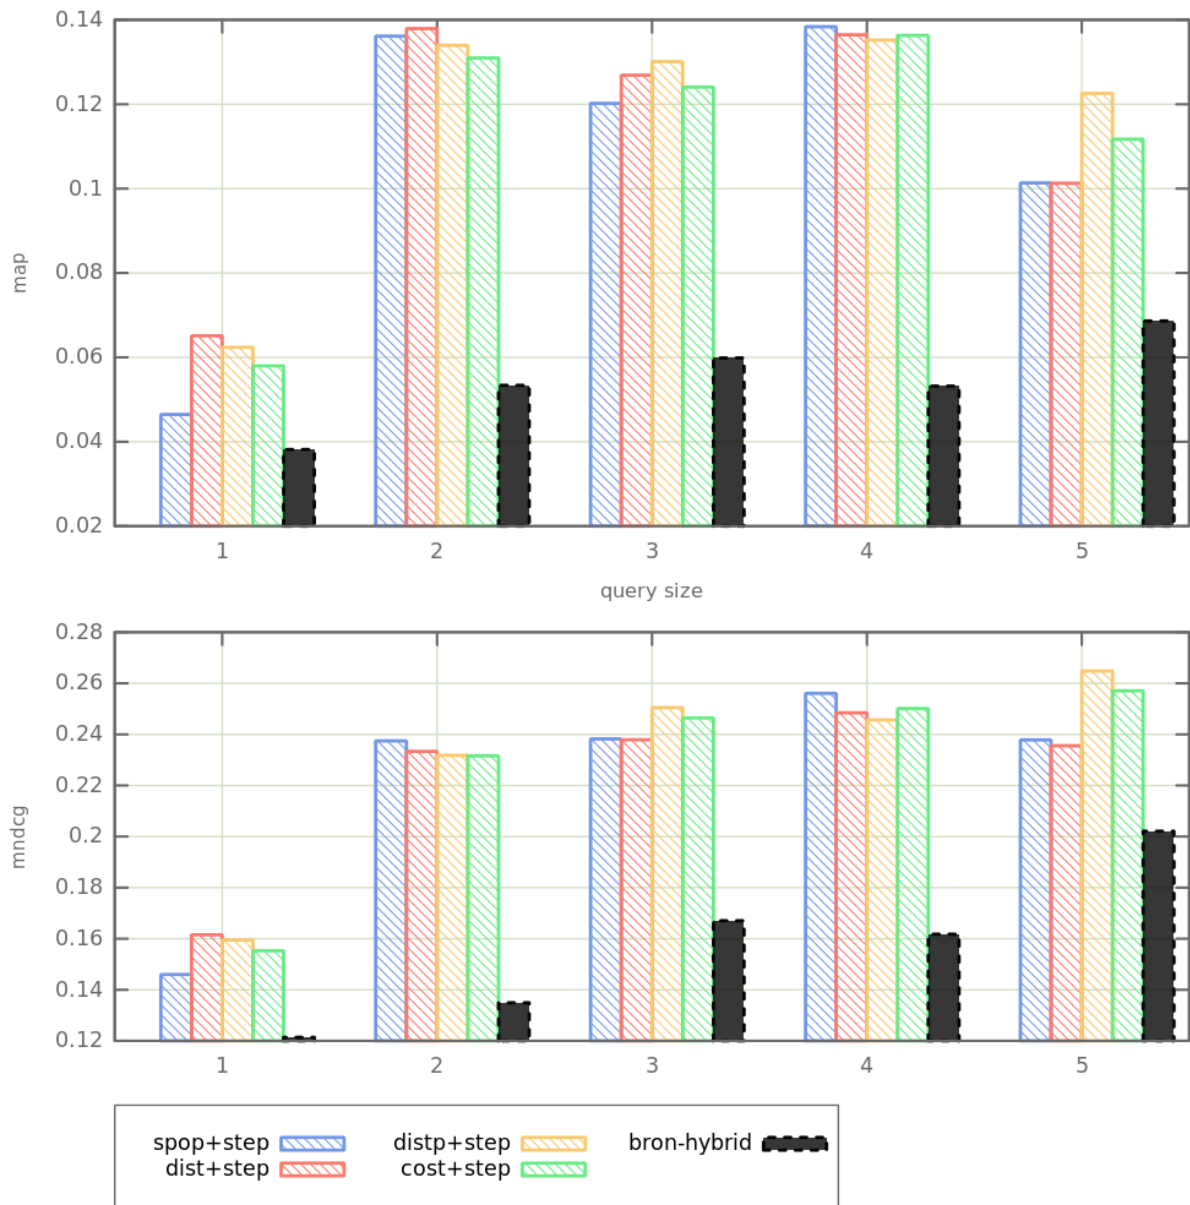 0.14
0.12
0.1
0.08
0.06
0.04
0.02
map
1 2 3 4 5
query size
0.28
0.26
0.24
0.22
0.2
0.18
0.16
0.14
0.12
mndcg
1 2 3 4 5
spop+step distp+step bron-hybrid
dist+step cost+step